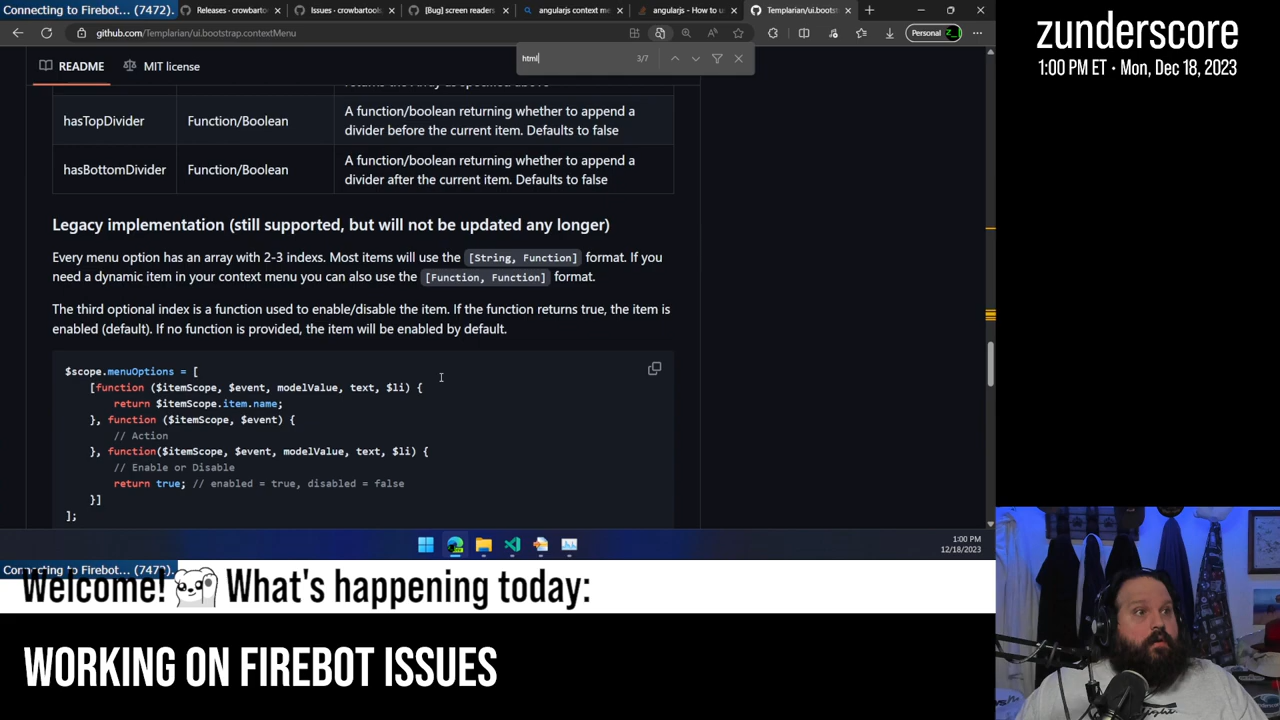 Connecting to Firebot... (7472).
Releases · crowbarto
Issues · crowbartools
[Bug] screen readers
angularjs context me
angularjs - How to u
Templarian/ui.bootst
github.com/Templarian/ui.bootstrap.contextMenu
Personal
html
3/7
README
MIT license
hasTopDivider
Function/Boolean
A function/boolean returning whether to append a
divider before the current item. Defaults to false
hasBottomDivider
Function/Boolean
A function/boolean returning whether to append a
divider after the current item. Defaults to false
Legacy implementation (still supported, but will not be updated any longer)
Every menu option has an array with 2-3 indexs. Most items will use the [String, Function] format. If you
need a dynamic item in your context menu you can also use the [Function, Function] format.
The third optional index is a function used to enable/disable the item. If the function returns true, the item is
enabled (default). If no function is provided, the item will be enabled by default.
$scope.menuOptions = [
[function ($itemScope, $event, modelValue, text, $li) {
return $itemScope.item.name;
}, function ($itemScope, $event) {
// Action
}, function($itemScope, $event, modelValue, text, $li) {
// Enable or Disable
return true; // enabled = true, disabled = false
}]
];
1:00 PM
12/18/2023
zunderscore
1:00 PM ET • Mon, Dec 18, 2023
Connecting to Firebot... (7472).
Welcome! What's happening today:
WORKING ON FIREBOT ISSUES